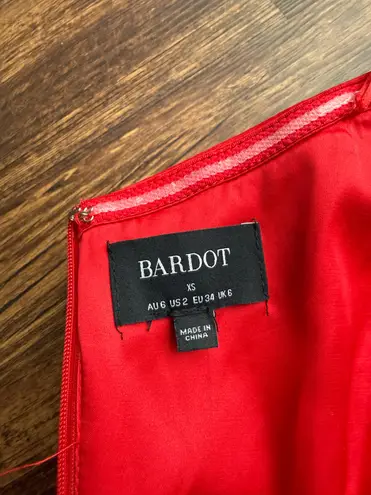 BARDOT
XS
AU 6 US 2 EU 34 UK 6
MADE IN
CHINA